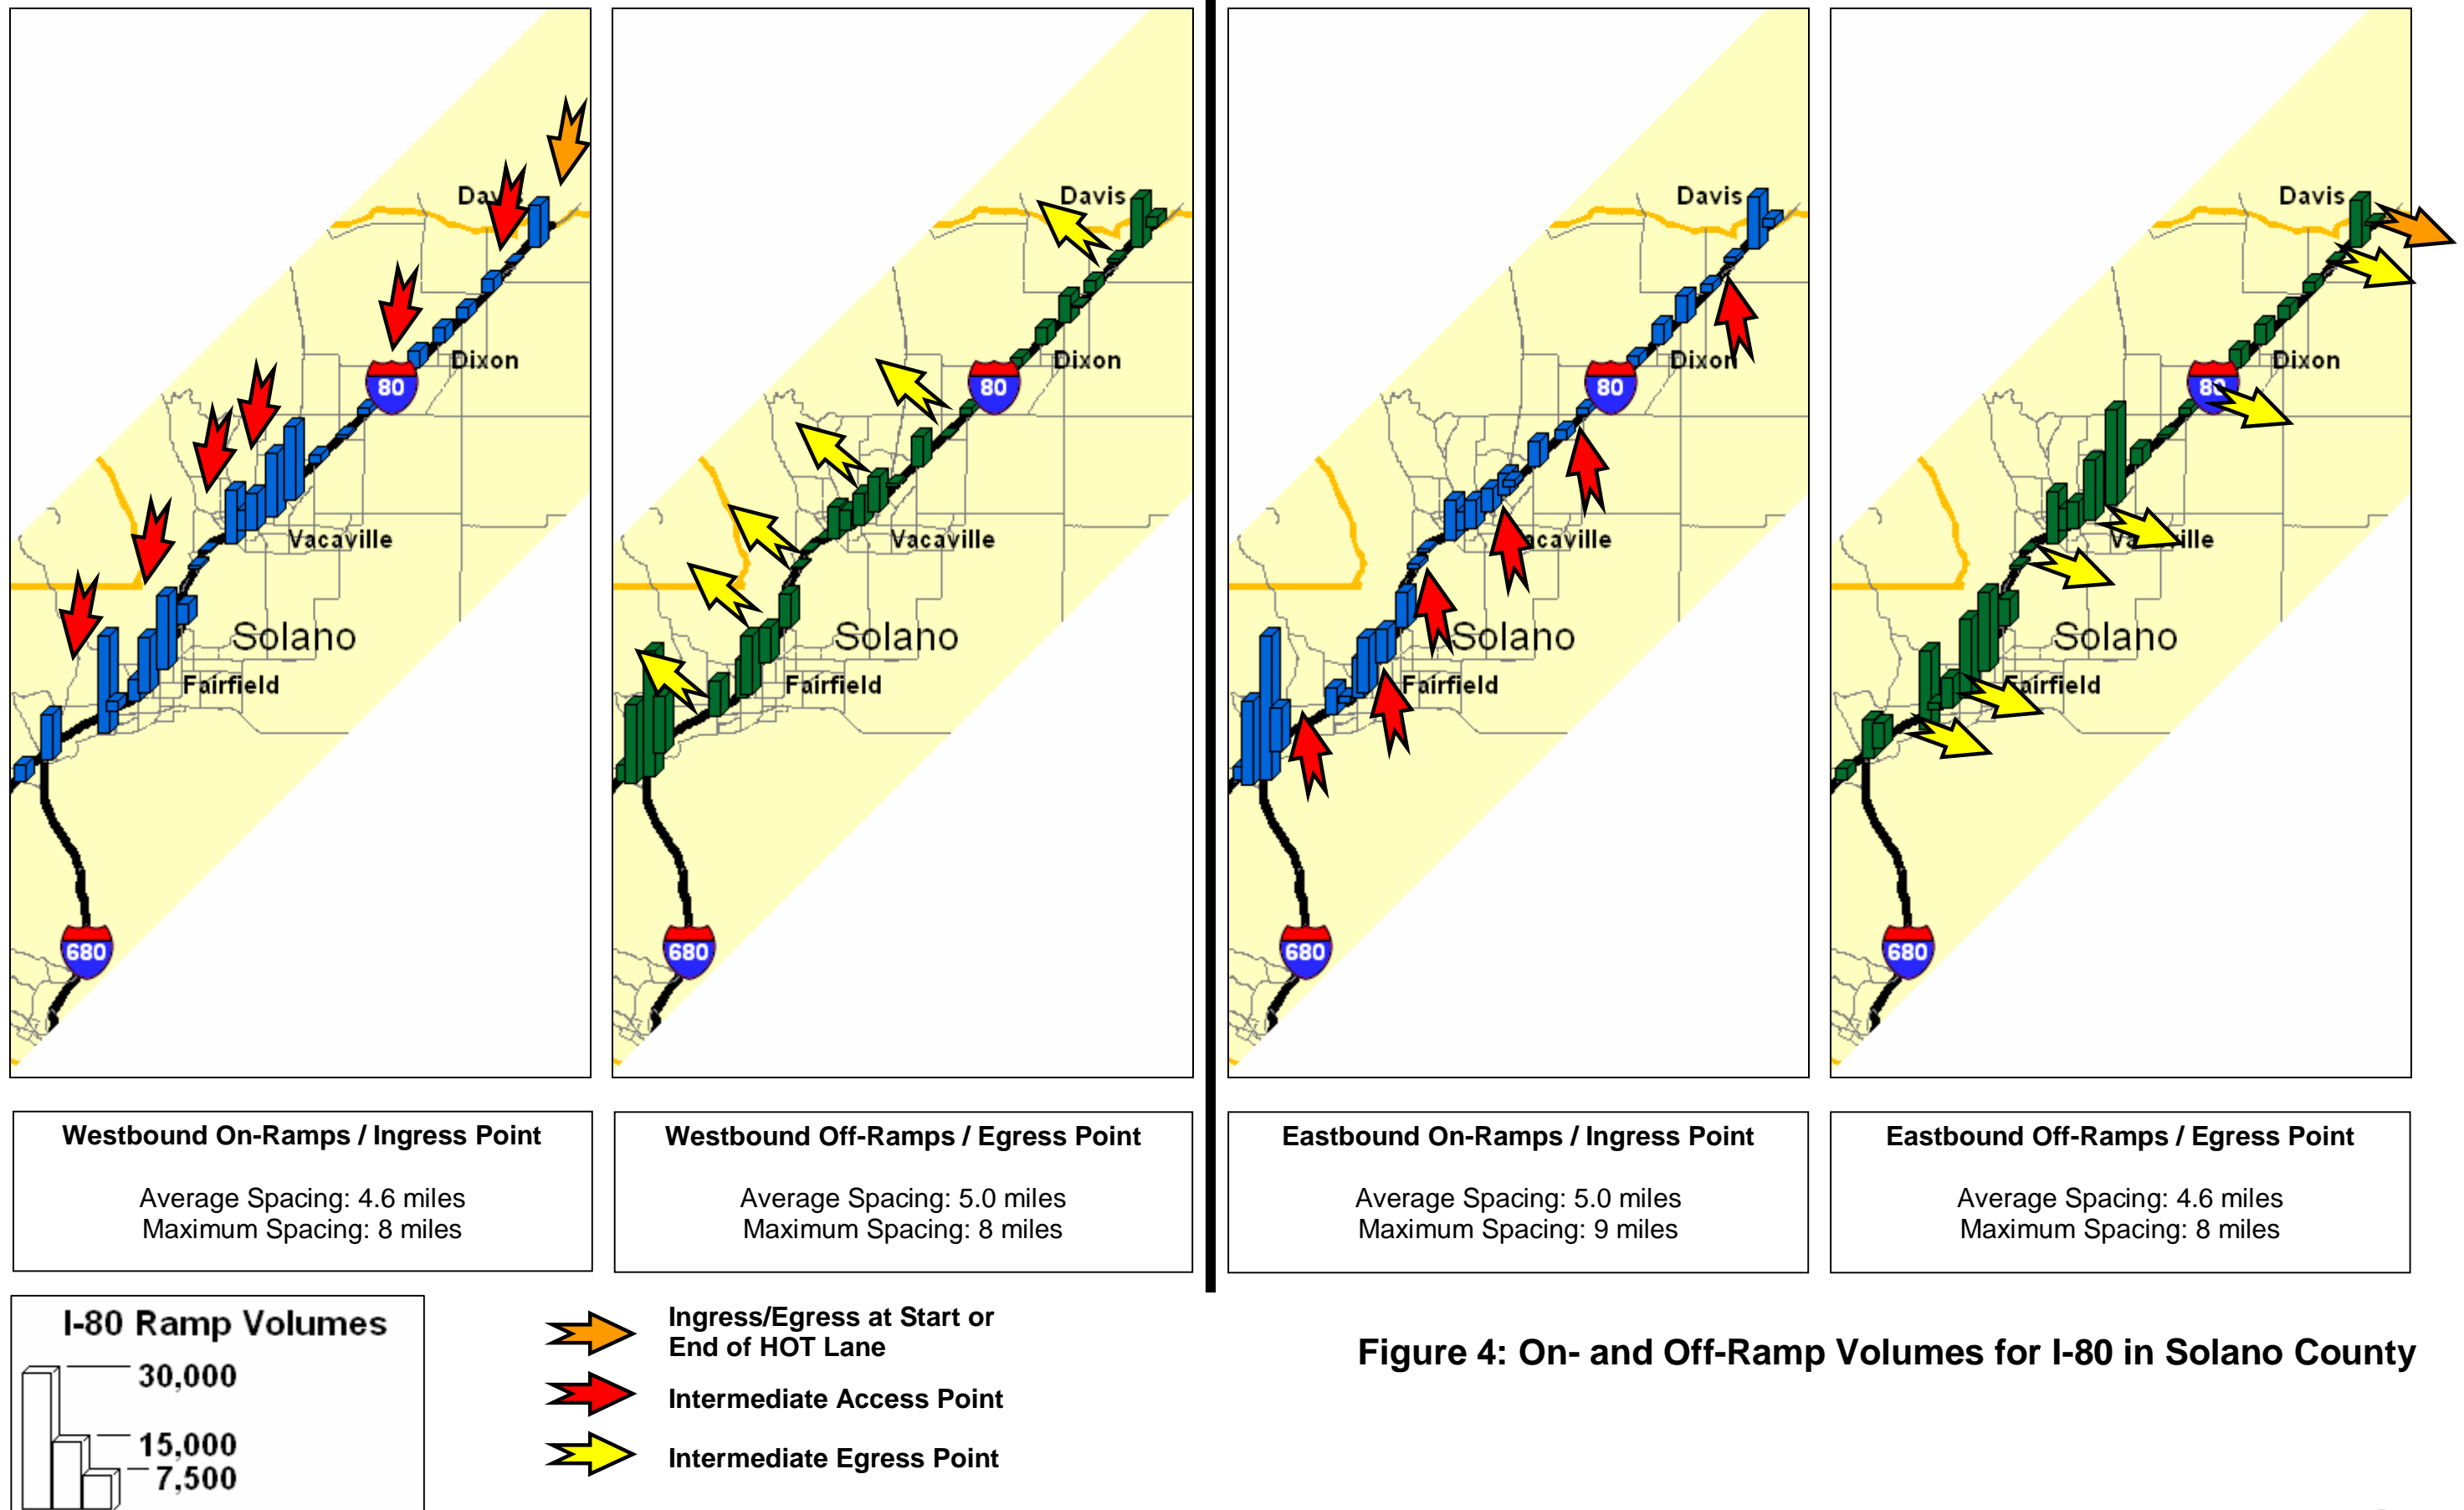 Davis
Dixon
80
Vacaville
Solano
Fairfield
680
Davis
Dixon
80
Vacaville
Solano
Fairfield
680
Davis
Dixon
80
Vacaville
Solano
Fairfield
680
Davis
Dixon
80
Vacaville
Solano
Fairfield
680
Westbound On-Ramps / Ingress Point
Average Spacing: 4.6 miles
Maximum Spacing: 8 miles
Westbound Off-Ramps / Egress Point
Average Spacing: 5.0 miles
Maximum Spacing: 8 miles
Eastbound On-Ramps / Ingress Point
Average Spacing: 5.0 miles
Maximum Spacing: 9 miles
Eastbound Off-Ramps / Egress Point
Average Spacing: 4.6 miles
Maximum Spacing: 8 miles
I-80 Ramp Volumes
30,000
15,000
7,500
Ingress/Egress at Start or
End of HOT Lane
Intermediate Access Point
Intermediate Egress Point
Figure 4: On- and Off-Ramp Volumes for I-80 in Solano County